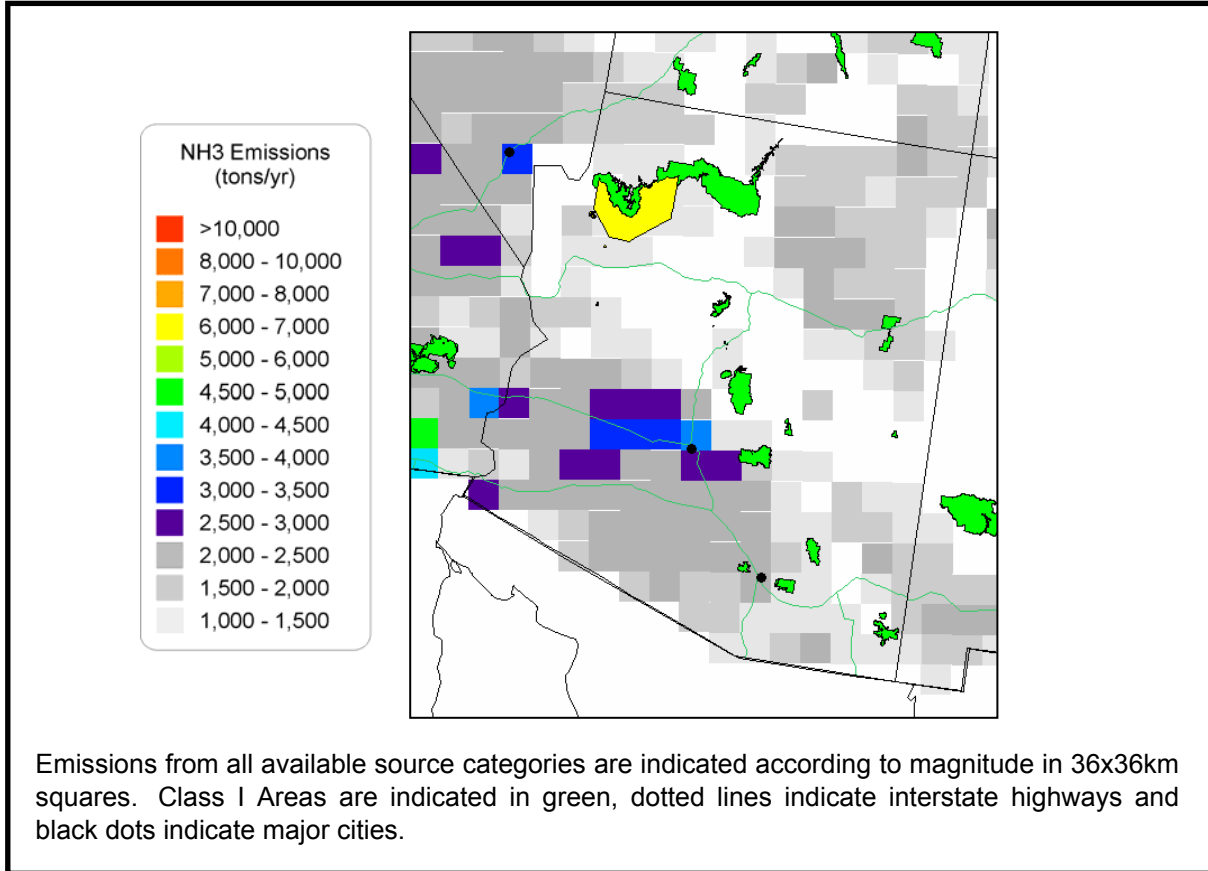 NH3 Emissions
(tons/yr)
>10,000
8,000 - 10,000
7,000 - 8,000
6,000 - 7,000
5,000 - 6,000
4,500 - 5,000
4,000 - 4,500
3,500 - 4,000
3,000 - 3,500
2,500 - 3,000
2,000 - 2,500
1,500 - 2,000
1,000 - 1,500
Emissions from all available source categories are indicated according to magnitude in 36x36km
squares. Class I Areas are indicated in green, dotted lines indicate interstate highways and
black dots indicate major cities.